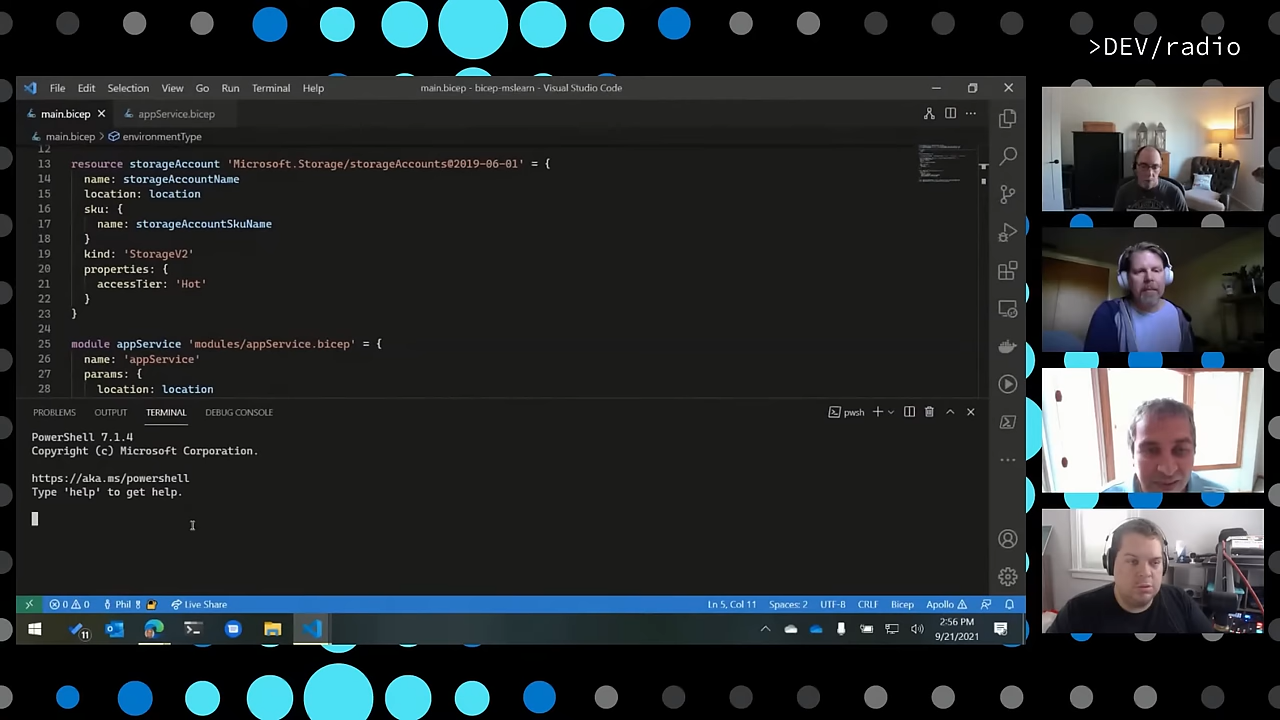 >DEV/radio
File Edit Selection View Go Run Terminal Help main.bicep - bicep-mslearn - Visual Studio Code
main.bicep appService.bicep
main.bicep > environmentType
12
13 resource storageAccount 'Microsoft.Storage/storageAccounts@2019-06-01' = {
14 name: storageAccountName
15 location: location
16 sku: {
17 name: storageAccountSkuName
18 }
19 kind: 'StorageV2'
20 properties: {
21 accessTier: 'Hot'
22 }
23 }
24
25 module appService 'modules/appService.bicep' = {
26 name: 'appService'
27 params: {
28 location: location
PROBLEMS OUTPUT TERMINAL DEBUG CONSOLE pwsh
PowerShell 7.1.4
Copyright (c) Microsoft Corporation.
https://aka.ms/powershell
Type 'help' to get help.
0 0 Phil Live Share Ln 5, Col 11 Spaces: 2 UTF-8 CRLF Bicep Apollo
11 2:56 PM
9/21/2021